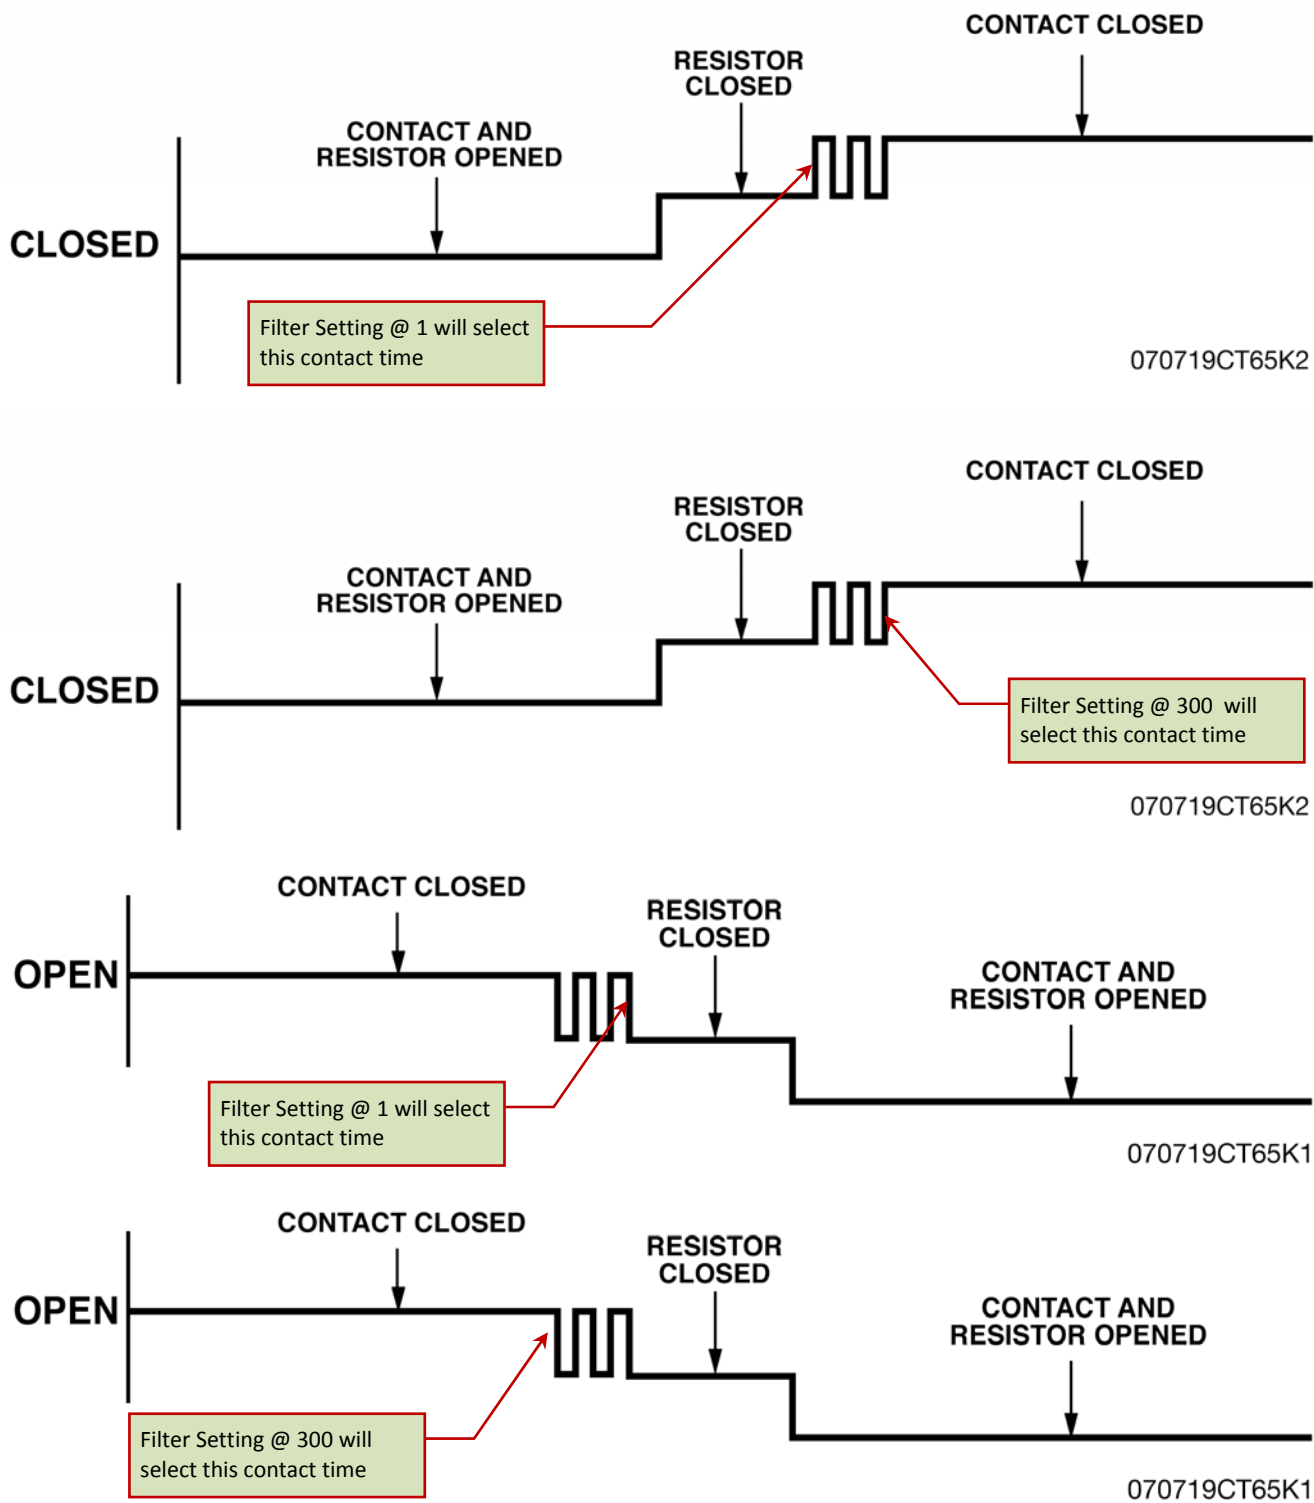 CONTACT CLOSED
RESISTOR
CLOSED
CONTACT AND
RESISTOR OPENED
CLOSED
Filter Setting @ 1 will select
this contact time
070719CT65K2
CONTACT CLOSED
RESISTOR
CLOSED
CONTACT AND
RESISTOR OPENED
CLOSED
Filter Setting @ 300 will
select this contact time
070719CT65K2
CONTACT CLOSED
RESISTOR
CLOSED
OPEN
CONTACT AND
RESISTOR OPENED
Filter Setting @ 1 will select
this contact time
070719CT65K1
CONTACT CLOSED
RESISTOR
CLOSED
OPEN
CONTACT AND
RESISTOR OPENED
Filter Setting @ 300 will
select this contact time
070719CT65K1